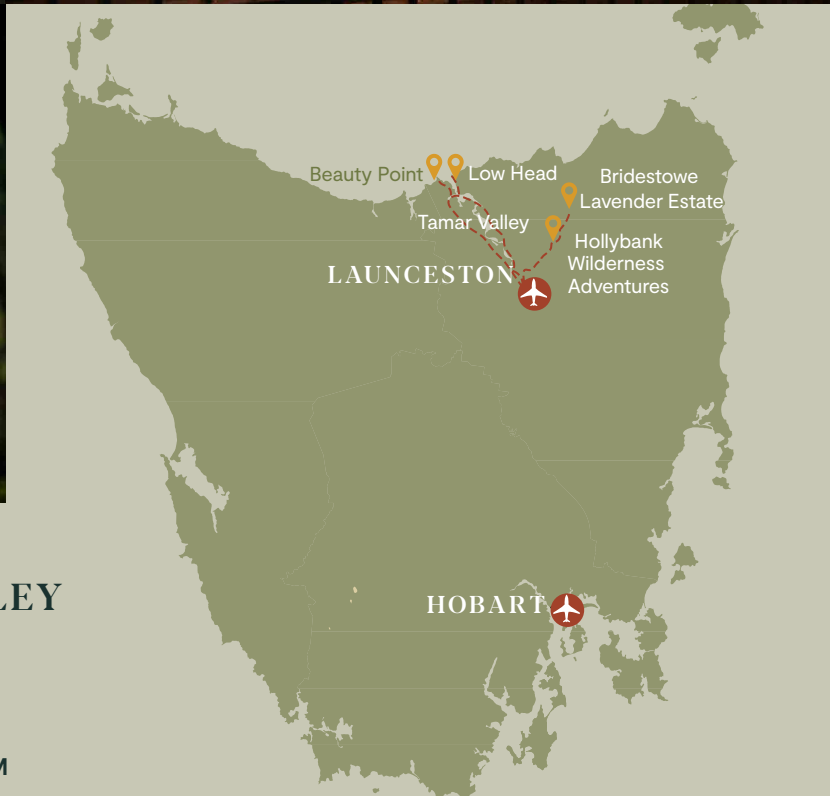 Beauty Point
Low Head
Bridestowe
Lavender Estate
Tamar Valley
Hollybank
Wilderness
Adventures
LAUNCESTON
LEY
HOBART
M